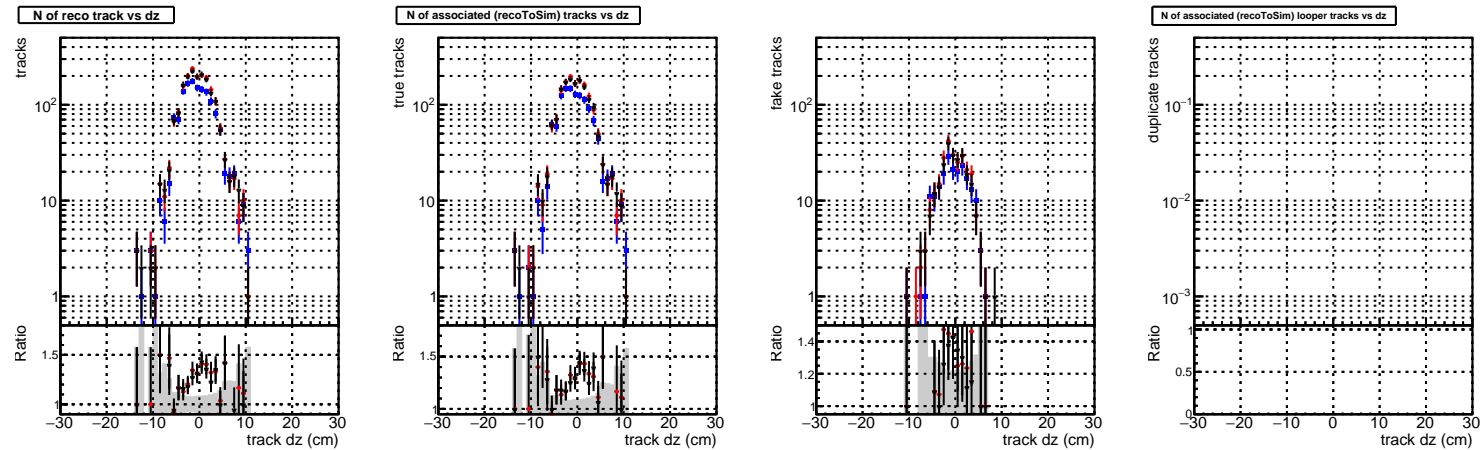 N of reco track vs dz
tracks
10²
10
1
Ratio
1.5
1
−30 −20 −10 0 10 20 30
track dz (cm)
N of associated (recoToSim) tracks vs dz
true tracks
10²
10
1
Ratio
1.5
1
−30 −20 −10 0 10 20 30
track dz (cm)
fake tracks
10²
10
1
Ratio
1.4
1.2
1
−30 −20 −10 0 10 20 30
track dz (cm)
N of associated (recoToSim) looper tracks vs dz
duplicate tracks
10⁻¹
10⁻²
10⁻³
Ratio
1
0.5
0
−30 −20 −10 0 10 20 30
track dz (cm)